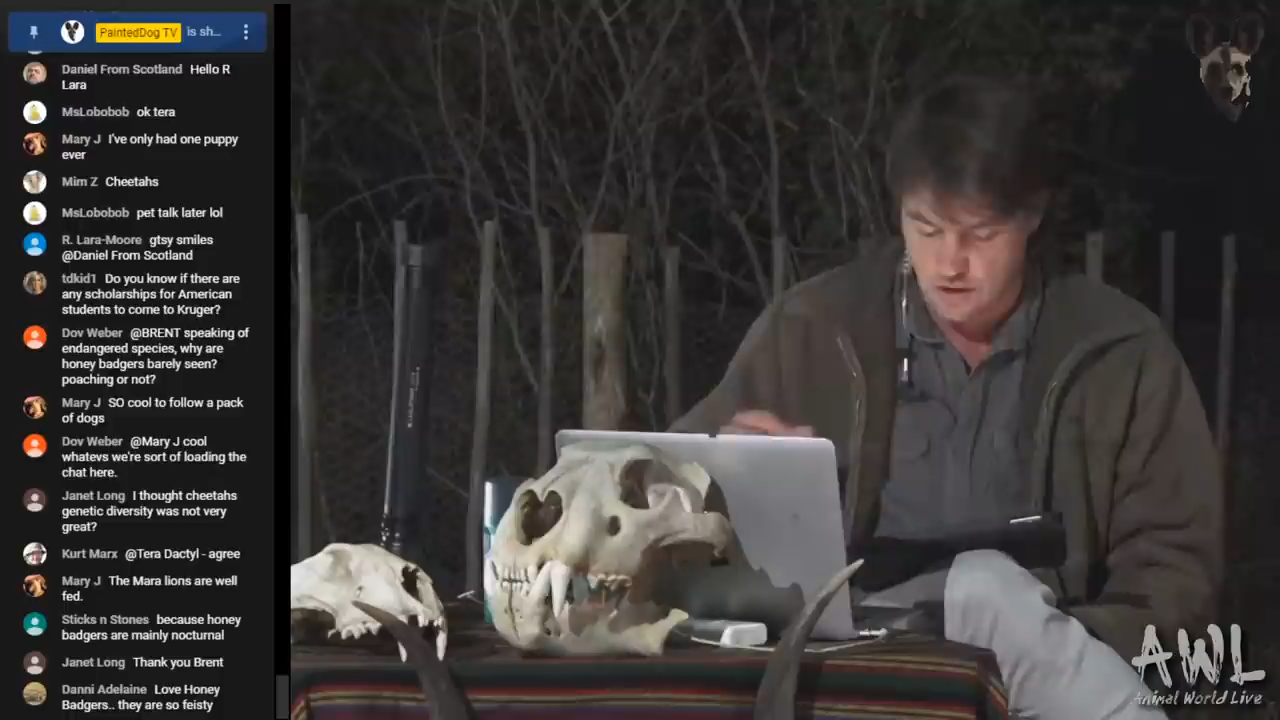 PaintedDog TV is sh...
Daniel From Scotland Hello R
Lara
MsLobobob ok tera
Mary J I've only had one puppy
ever
Mim Z Cheetahs
MsLobobob pet talk later lol
R. Lara-Moore gtsy smiles
@Daniel From Scotland
tdkid1 Do you know if there are
any scholarships for American
students to come to Kruger?
Dov Weber @BRENT speaking of
endangered species, why are
honey badgers barely seen?
poaching or not?
Mary J SO cool to follow a pack
of dogs
Dov Weber @Mary J cool
whatevs we're sort of loading the
chat here.
Janet Long I thought cheetahs
genetic diversity was not very
great?
Kurt Marx @Tera Dactyl - agree
Mary J The Mara lions are well
fed.
Sticks n Stones because honey
badgers are mainly nocturnal
Janet Long Thank you Brent
Danni Adelaine Love Honey
Badgers.. they are so feisty
AWL
Animal World Live